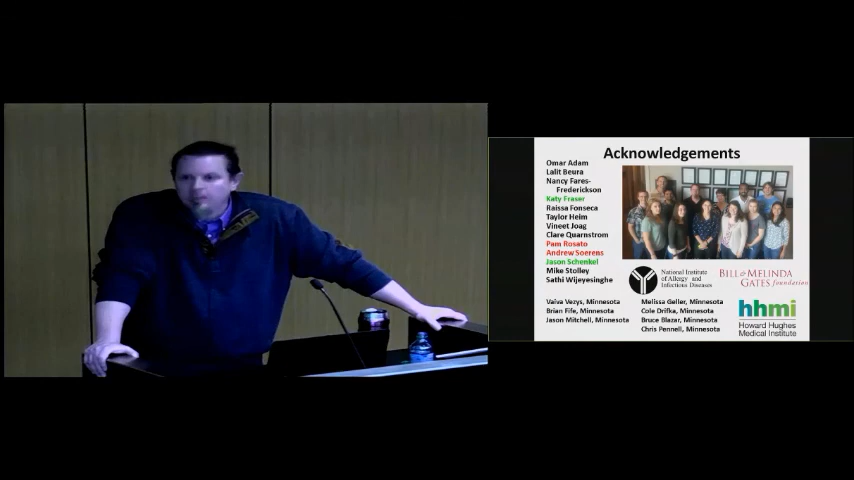 Acknowledgements
Omar Adam
Lalit Beura
Nancy Fares-
Frederickson
Katy Fraser
Raissa Fonseca
Taylor Heim
Vineet Joag
Clare Quarnstrom
Pam Rosato
Andrew Soerens
Jason Schenkel
Mike Stolley
Sathi Wijeyesinghe
National Institute
of Allergy and
Infectious Diseases
BILL & MELINDA
GATES foundation
Vaiva Vezys, Minnesota
Brian Fife, Minnesota
Jason Mitchell, Minnesota
Melissa Geller, Minnesota
Cole Drifka, Minnesota
Bruce Blazar, Minnesota
Chris Pennell, Minnesota
hhmi
Howard Hughes
Medical Institute